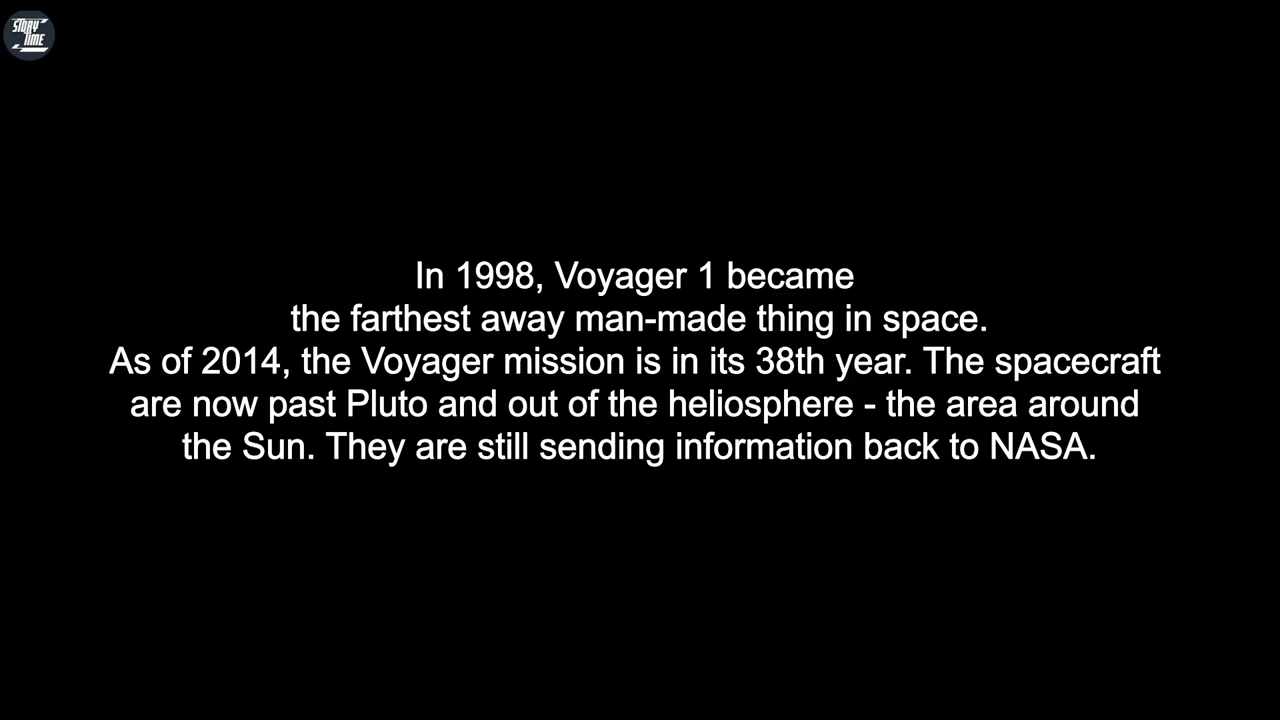 STORY
TIME
In 1998, Voyager 1 became
the farthest away man-made thing in space.
As of 2014, the Voyager mission is in its 38th year. The spacecraft
are now past Pluto and out of the heliosphere - the area around
the Sun. They are still sending information back to NASA.